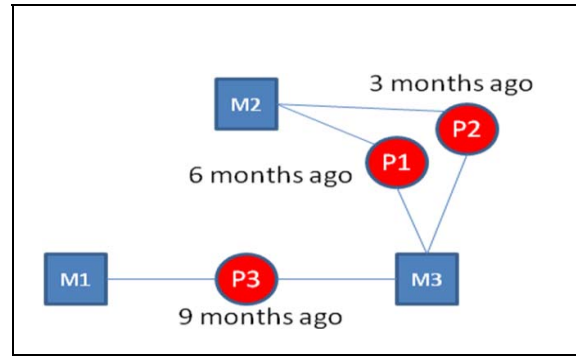 3 months ago
M2
P2
P1
6 months ago
M1
P3
M3
9 months ago